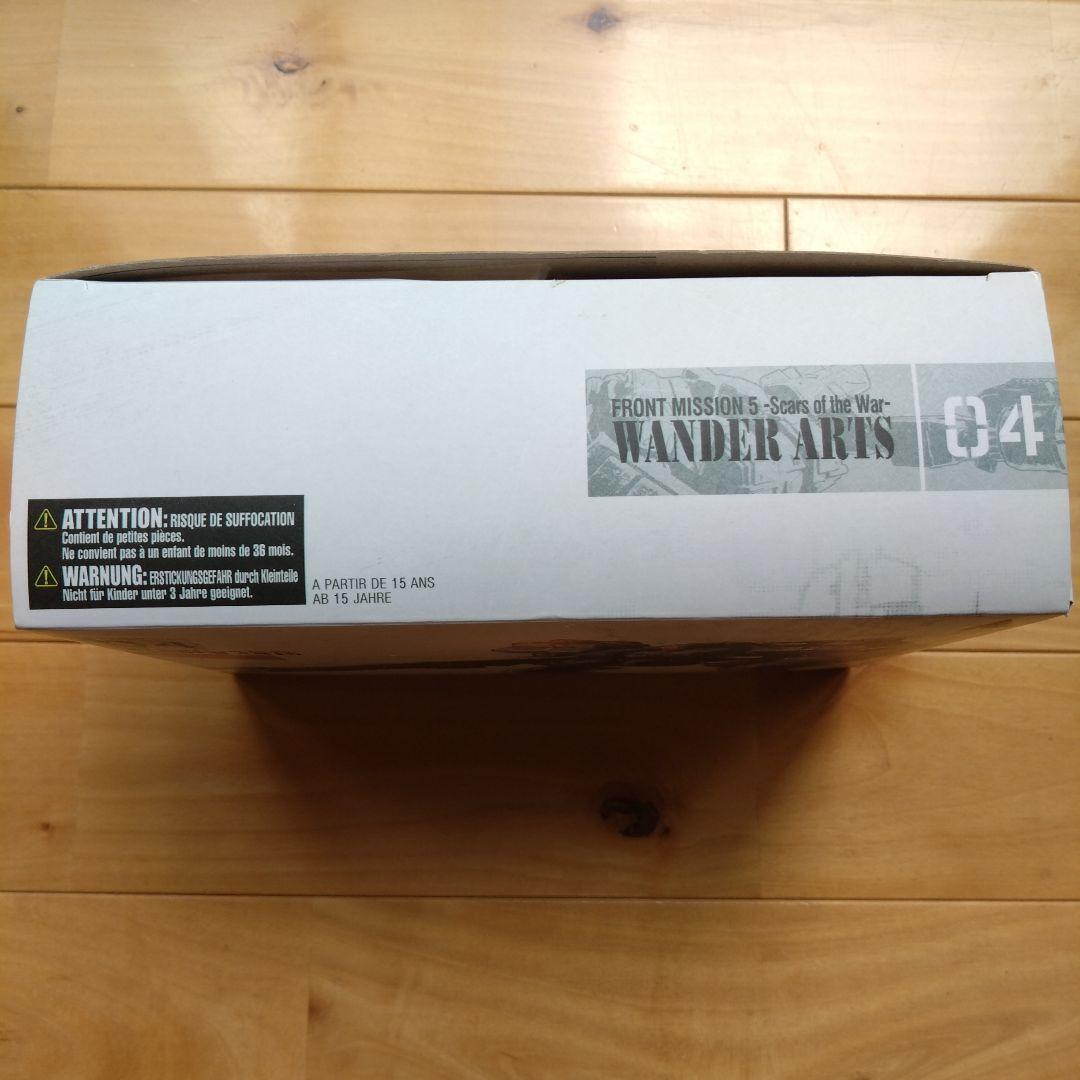 FRONT MISSION 5 -Scars of the War-
WANDER ARTS
04
ATTENTION: RISQUE DE SUFFOCATION
Contient de petites pièces.
Ne convient pas à un enfant de moins de 36 mois.
WARNUNG: ERSTICKUNGSGEFAHR durch Kleinteile
Nicht für Kinder unter 3 Jahre geeignet.
A PARTIR DE 15 ANS
AB 15 JAHRE